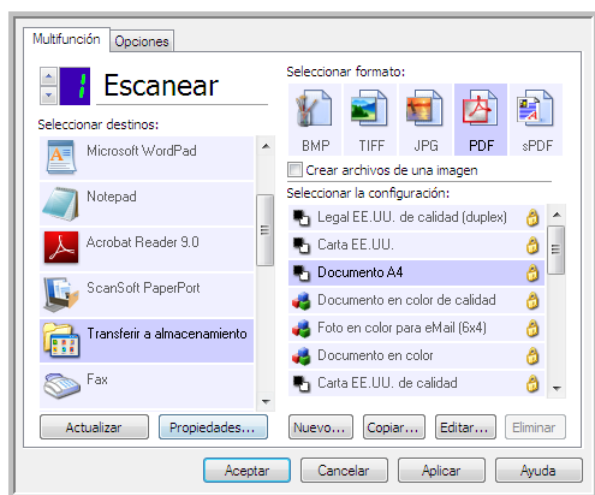 Multifunción
Opciones
1 Escanear
Seleccionar destinos:
Microsoft WordPad
Notepad
Acrobat Reader 9.0
ScanSoft PaperPort
Transferir a almacenamiento
Fax
Actualizar
Propiedades...
Seleccionar formato:
BMP TIFF JPG PDF sPDF
Crear archivos de una imagen
Seleccionar la configuración:
Legal EE.UU. de calidad (duplex)
Carta EE.UU.
Documento A4
Documento en color de calidad
Foto en color para eMail (6x4)
Documento en color
Carta EE.UU. de calidad
Nuevo... Copiar... Editar... Eliminar
Aceptar Cancelar Aplicar Ayuda